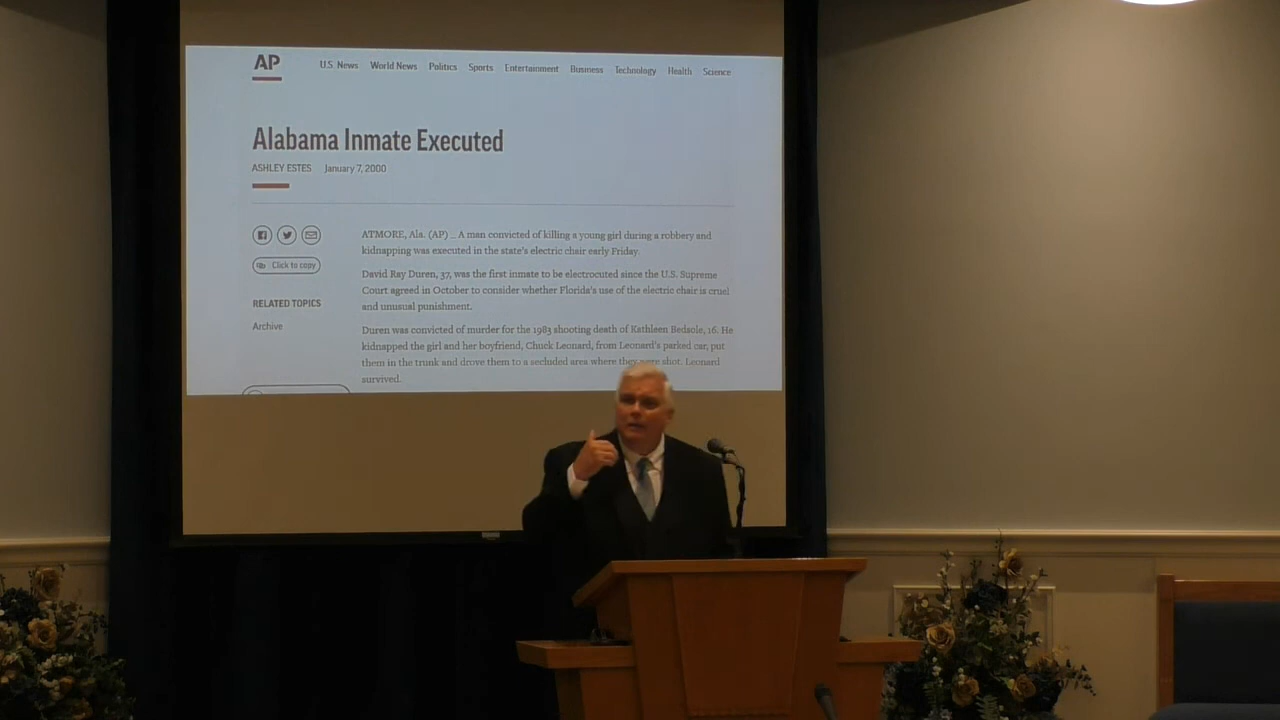 AP
U.S. News World News Politics Sports Entertainment Business Technology Health Science
Alabama Inmate Executed
ASHLEY ESTES January 7, 2000
Click to copy
RELATED TOPICS
Archive
ATMORE, Ala. (AP) _ A man convicted of killing a young girl during a robbery and
kidnapping was executed in the state's electric chair early Friday.
David Ray Duren, 37, was the first inmate to be electrocuted since the U.S. Supreme
Court agreed in October to consider whether Florida's use of the electric chair is cruel
and unusual punishment.
Duren was convicted of murder for the 1983 shooting death of Kathleen Bedsole, 16. He
kidnapped the girl and her boyfriend, Chuck Leonard, from Leonard's parked car, put
them in the trunk and drove them to a secluded area where they were shot. Leonard
survived.